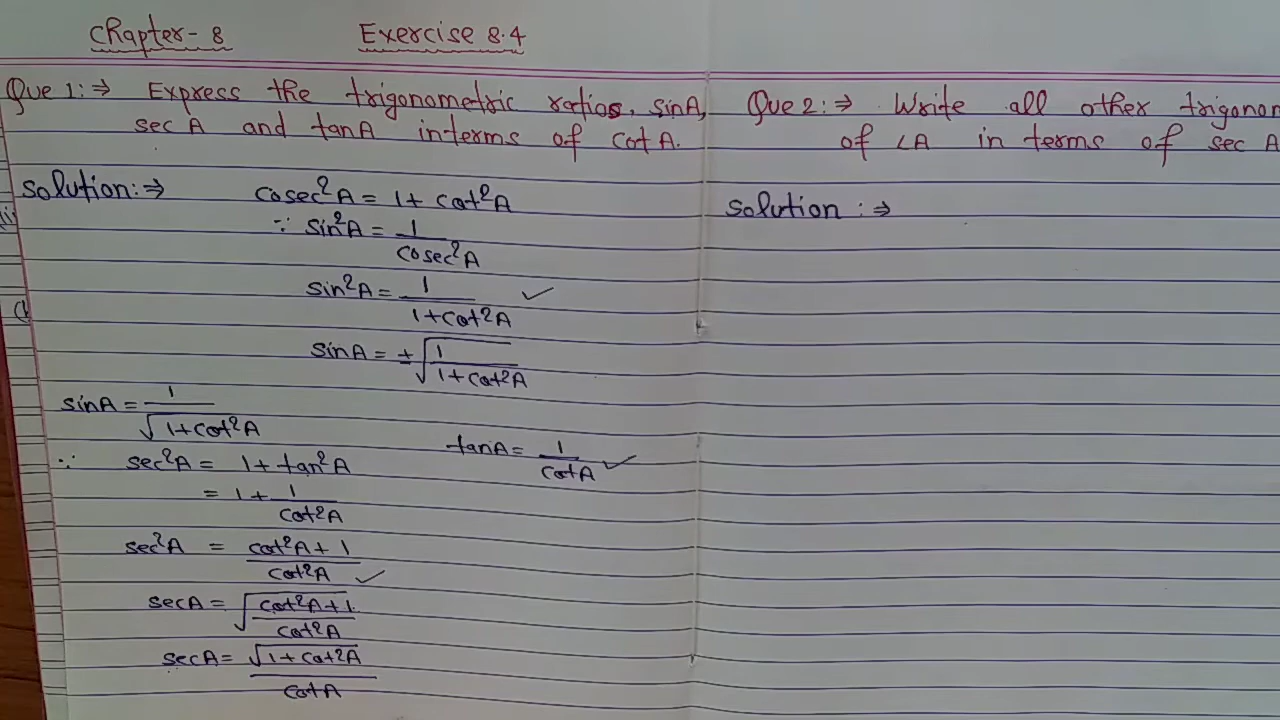 Chapter-8 Exercise 8.4
Que 1:⇒ Express the trigonometric ratios, sinA,
sec A and tanA interms of cot A.
Solution:⇒ cosec²A = 1 + cot²A
∵ sin²A = 1/cosec²A
sin²A = 1/1+cot²A ✓
sinA = ±√1/1+cot²A
sinA = 1/√1+cot²A
tanA = 1/cotA ✓
∵ sec²A = 1 + tan²A
= 1 + 1/cot²A
sec²A = cot²A + 1/cot²A ✓
secA = √cot²A+1/cot²A
secA = √1+cot²A/cotA
Que 2:⇒ Write all other trigonor
of ∠A in terms of sec A
Solution :⇒